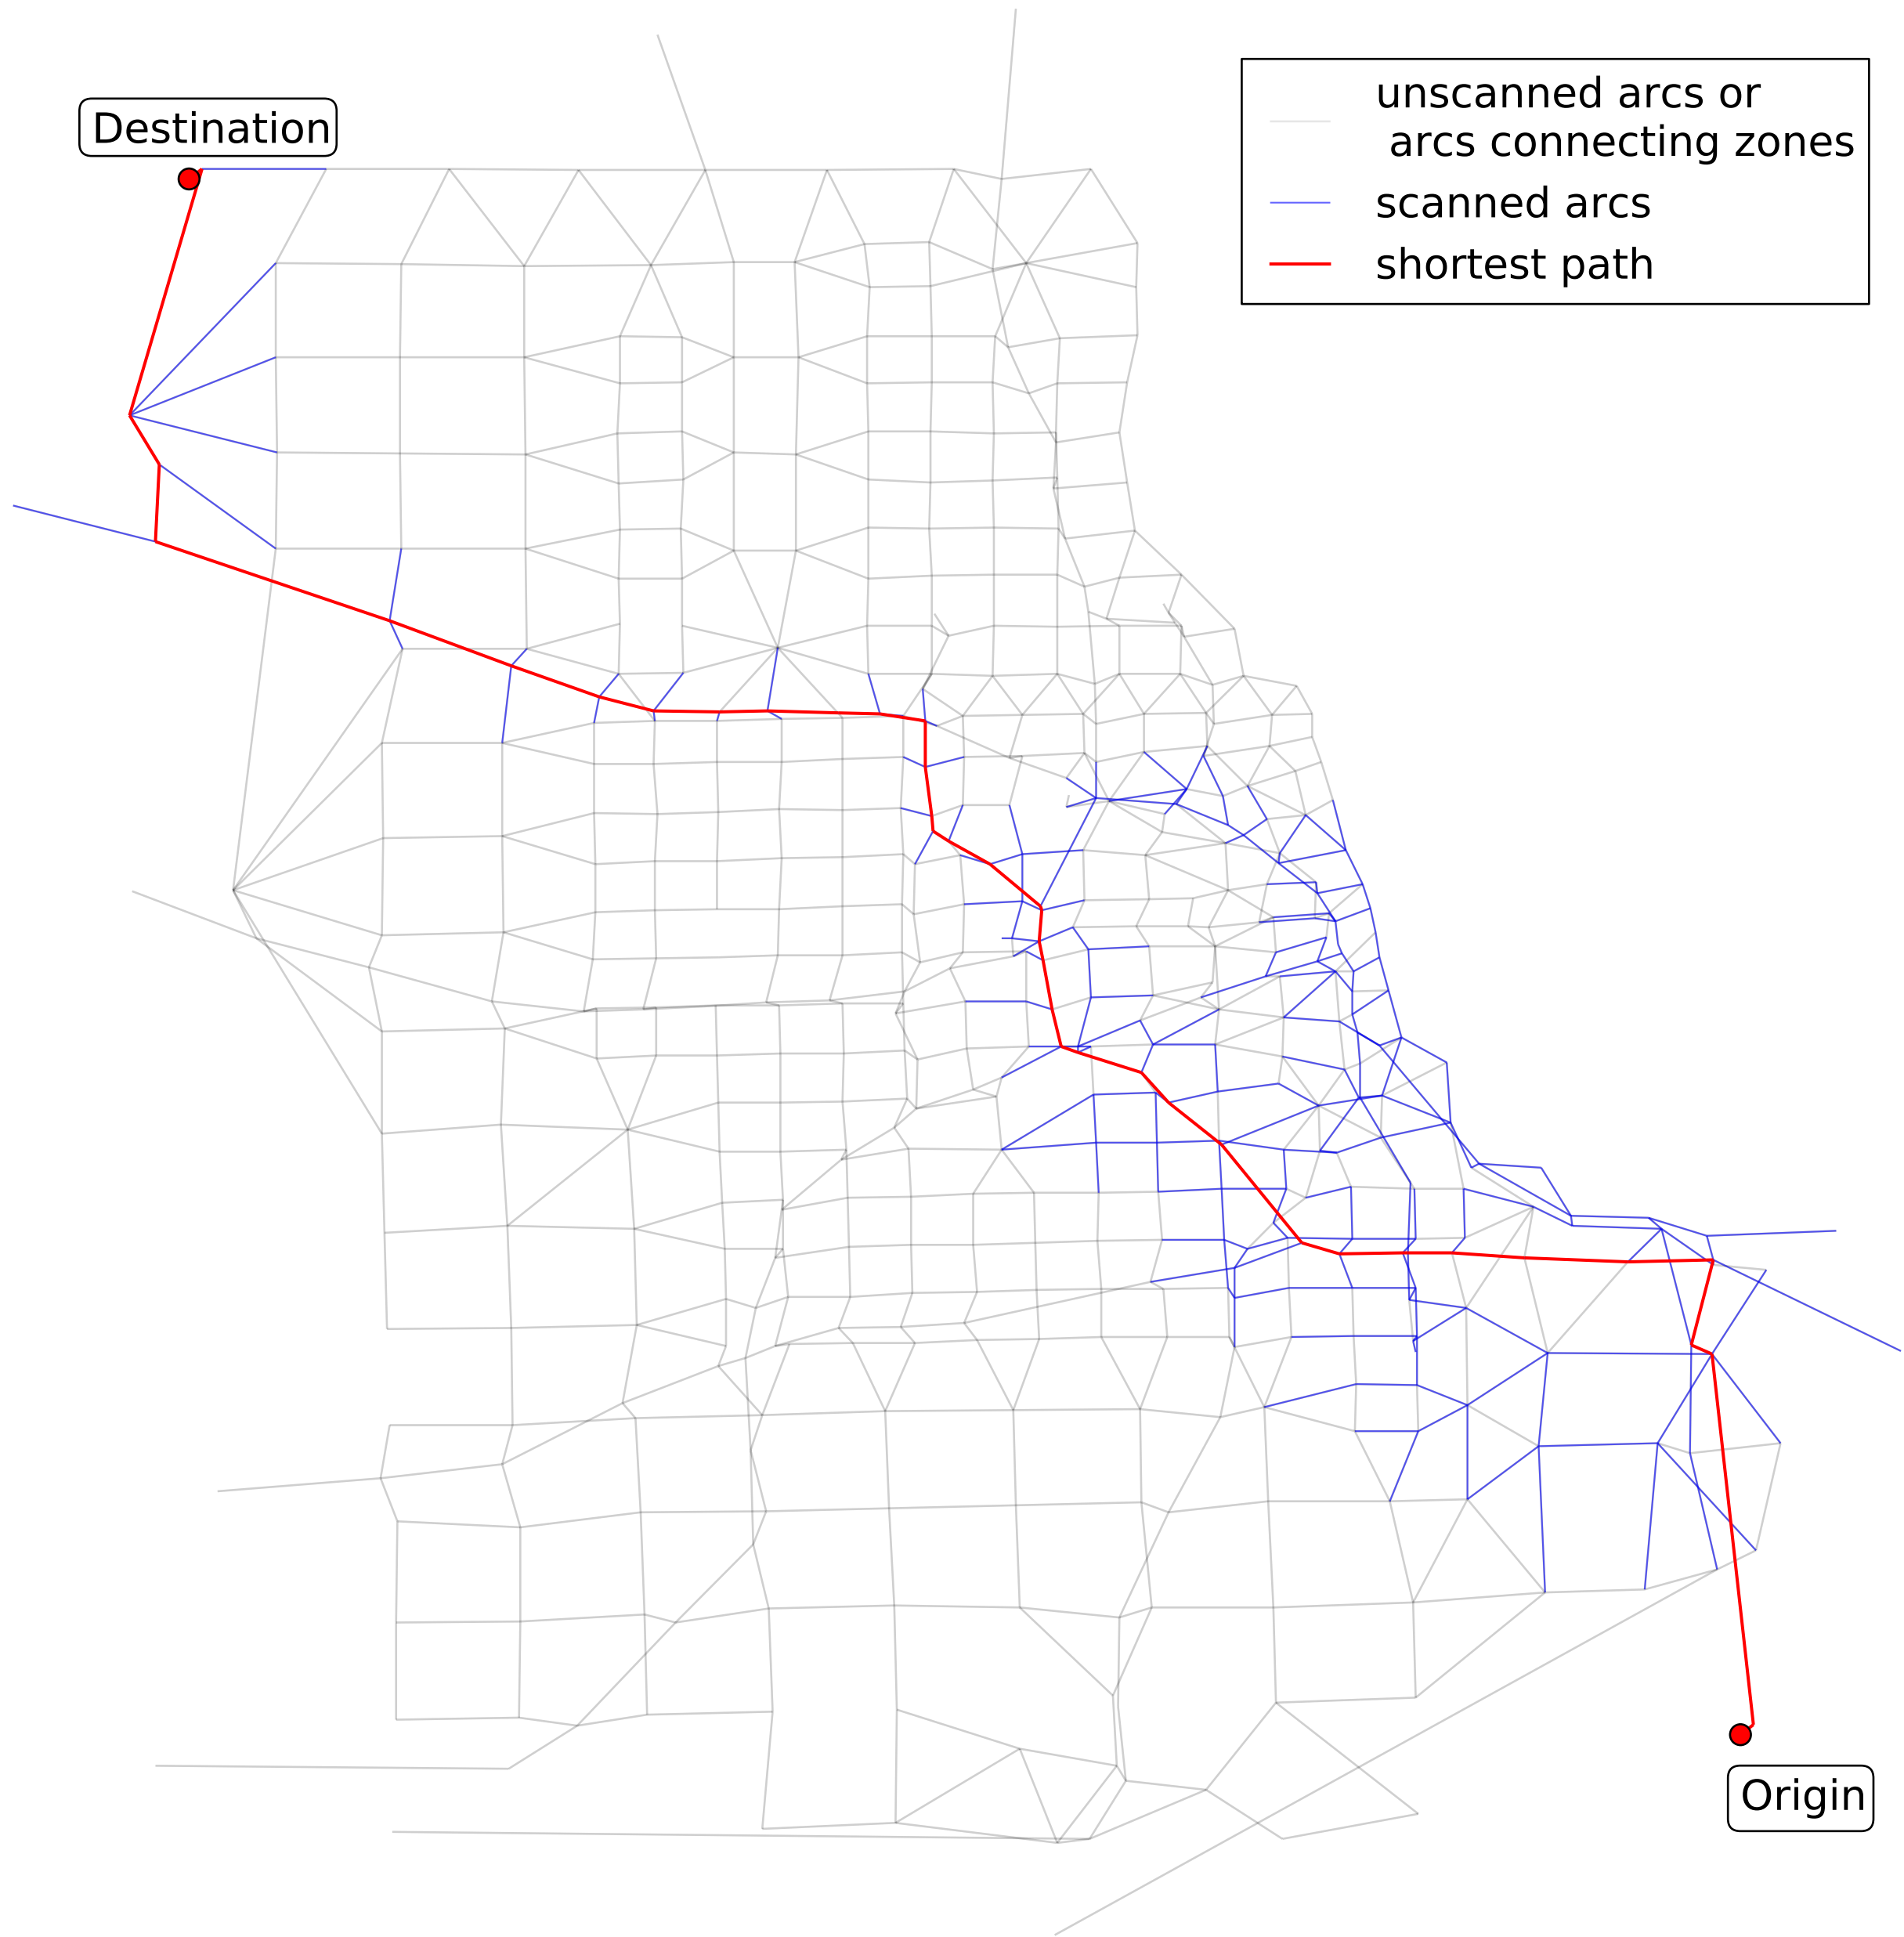 Destination
unscanned arcs or
arcs connecting zones
scanned arcs
shortest path
Origin